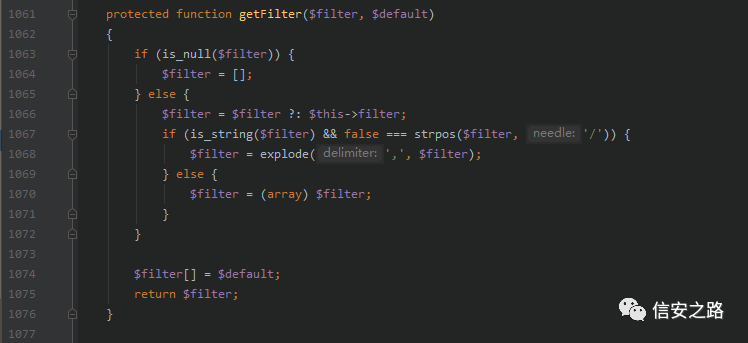 1061 protected function getFilter($filter, $default)
1062 {
1063 if (is_null($filter)) {
1064 $filter = [];
1065 } else {
1066 $filter = $filter ?: $this->filter;
1067 if (is_string($filter) && false === strpos($filter, needle: '/')) {
1068 $filter = explode( delimiter: ',', $filter);
1069 } else {
1070 $filter = (array) $filter;
1071 }
1072 }
1073
1074 $filter[] = $default;
1075 return $filter;
1076 }
1077
信安之路